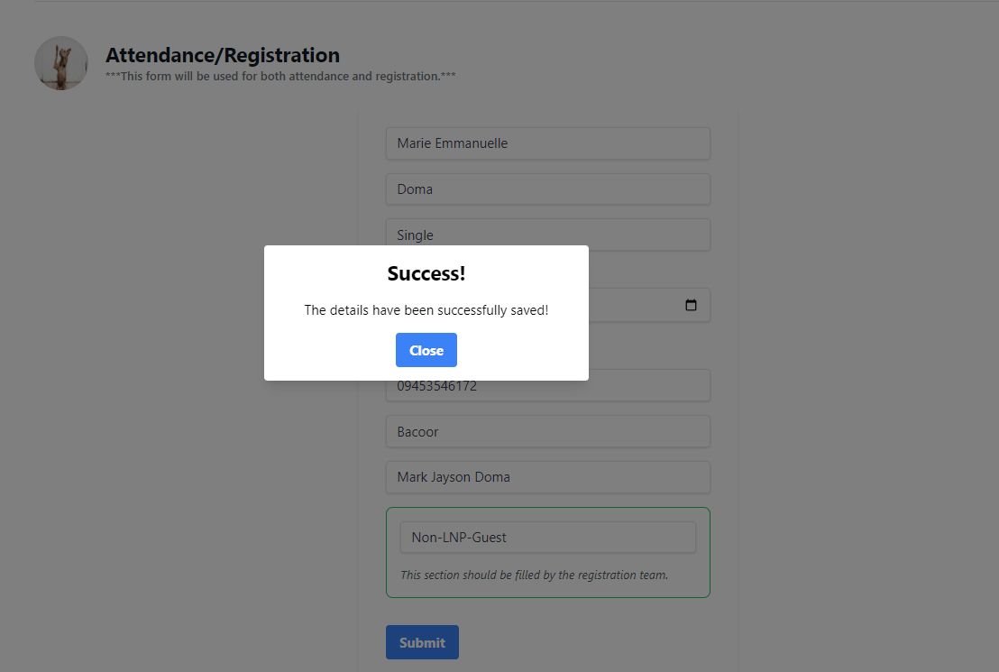 Attendance/Registration
***This form will be used for both attendance and registration.***
Marie Emmanuelle
Doma
Single
Success!
The details have been successfully saved!
Close
09453546172
Bacoor
Mark Jayson Doma
Non-LNP-Guest
This section should be filled by the registration team.
Submit